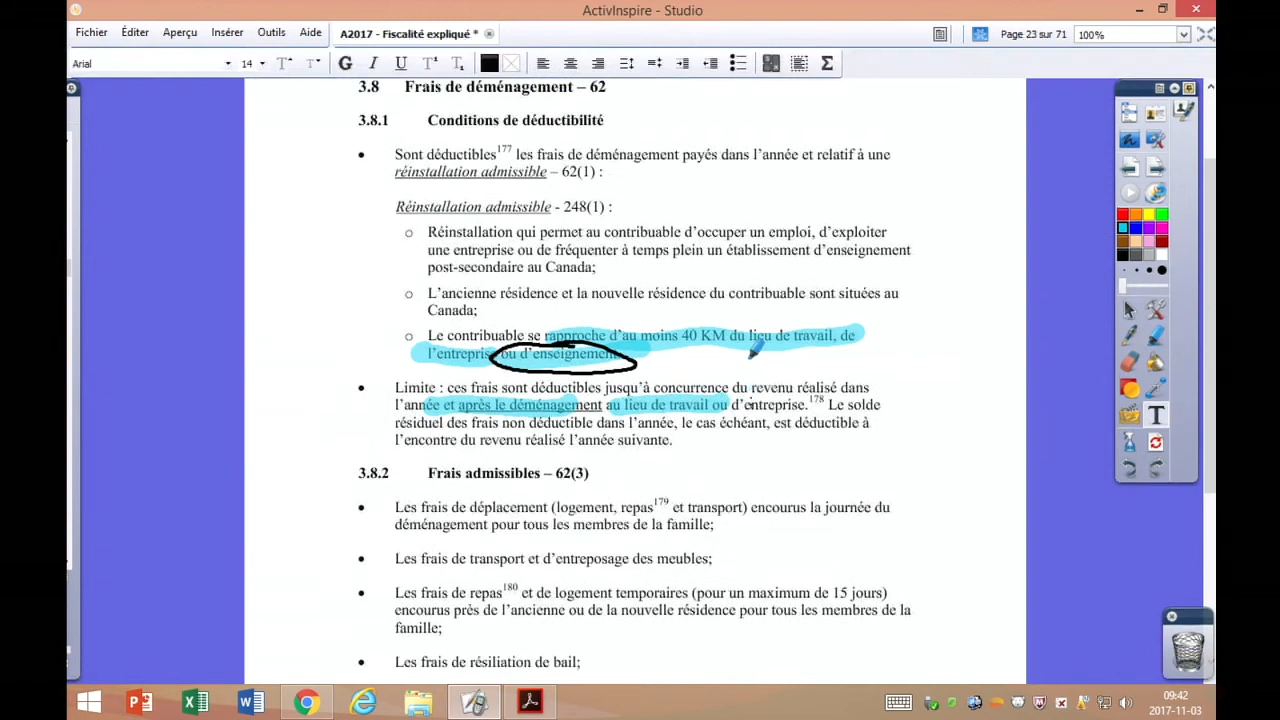 ActivInspire - Studio
Fichier Éditer Aperçu Insérer Outils Aide A2017 - Fiscalité expliqué * Page 23 sur 71 100%
Arial 14 G I U
3.8 Frais de déménagement – 62
3.8.1 Conditions de déductibilité
• Sont déductibles177 les frais de déménagement payés dans l'année et relatif à une
réinstallation admissible – 62(1) :
Réinstallation admissible - 248(1) :
o Réinstallation qui permet au contribuable d'occuper un emploi, d'exploiter
une entreprise ou de fréquenter à temps plein un établissement d'enseignement
post-secondaire au Canada;
o L'ancienne résidence et la nouvelle résidence du contribuable sont situées au
Canada;
o Le contribuable se rapproche d'au moins 40 KM du lieu de travail, de
l'entreprise ou d'enseignement
• Limite : ces frais sont déductibles jusqu'à concurrence du revenu réalisé dans
l'année et après le déménagement au lieu de travail ou d'entreprise.178 Le solde
résiduel des frais non déductible dans l'année, le cas échéant, est déductible à
l'encontre du revenu réalisé l'année suivante.
3.8.2 Frais admissibles – 62(3)
• Les frais de déplacement (logement, repas179 et transport) encourus la journée du
déménagement pour tous les membres de la famille;
• Les frais de transport et d'entreposage des meubles;
• Les frais de repas180 et de logement temporaires (pour un maximum de 15 jours)
encourus près de l'ancienne ou de la nouvelle résidence pour tous les membres de la
famille;
• Les frais de résiliation de bail;
09:42
2017-11-03